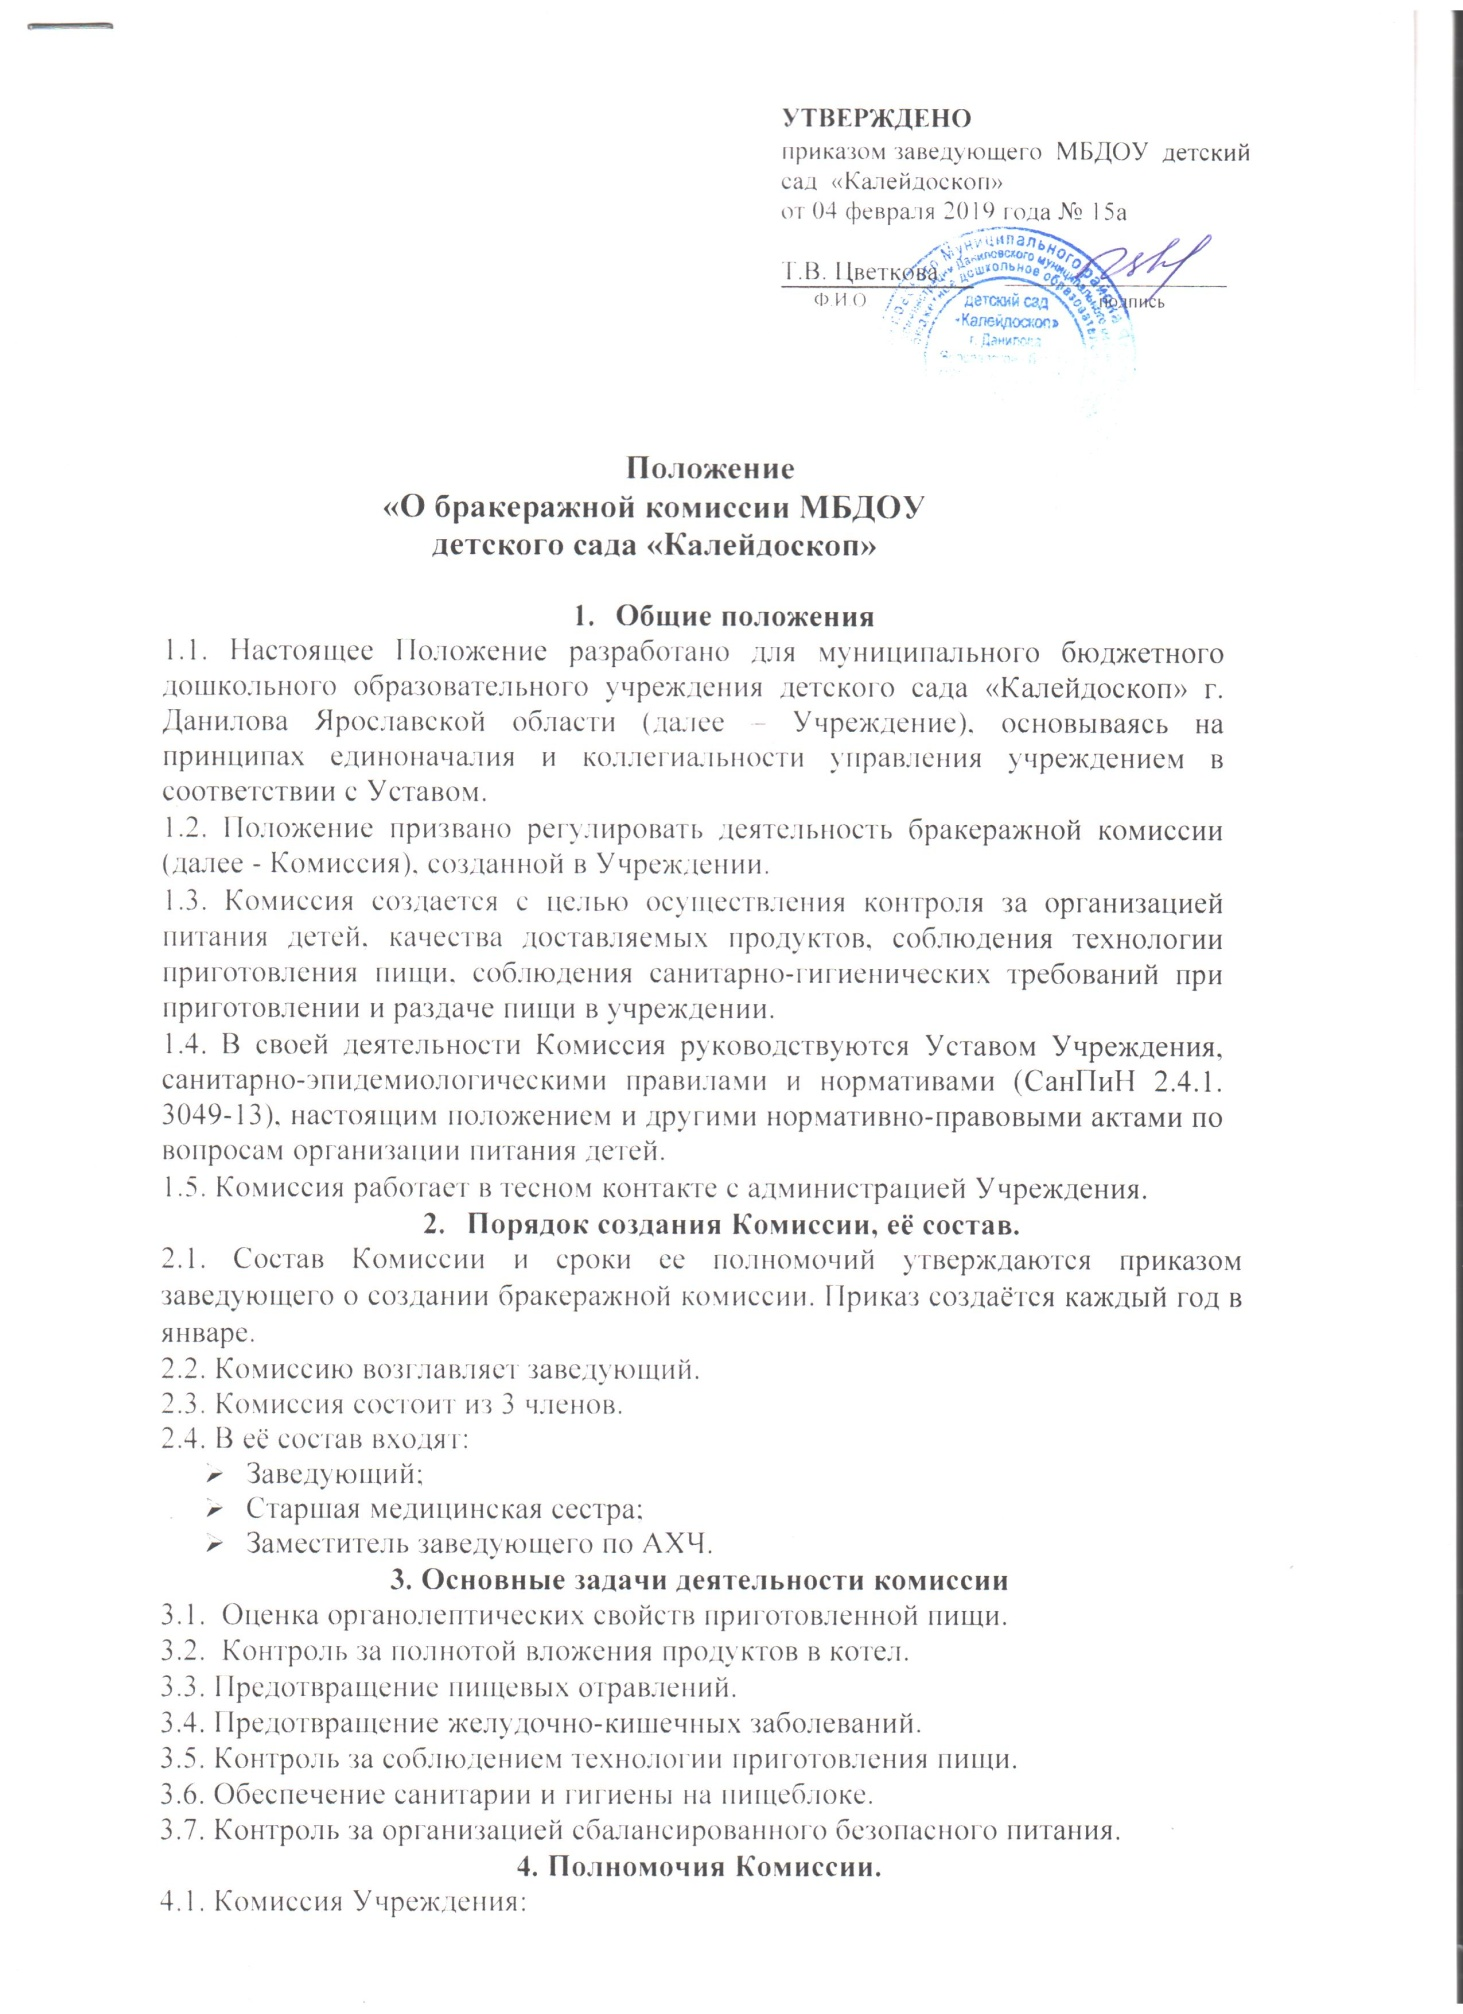 УТВЕРЖДЕНО
приказом заведующего МБДОУ детский
сад «Калейдоскоп»
от 04 февраля 2019 года № 15а
Т.В. Цветкова
Ф.И.О
подпись
детский сад
«Калейдоскоп»
г. Данилова
Положение
«О бракеражной комиссии МБДОУ
детского сада «Калейдоскоп»
1. Общие положения
1.1. Настоящее Положение разработано для муниципального бюджетного
дошкольного образовательного учреждения детского сада «Калейдоскоп» г.
Данилова Ярославской области (далее – Учреждение), основываясь на
принципах единоначалия и коллегиальности управления учреждением в
соответствии с Уставом.
1.2. Положение призвано регулировать деятельность бракеражной комиссии
(далее - Комиссия), созданной в Учреждении.
1.3. Комиссия создается с целью осуществления контроля за организацией
питания детей, качества доставляемых продуктов, соблюдения технологии
приготовления пищи, соблюдения санитарно-гигиенических требований при
приготовлении и раздаче пищи в учреждении.
1.4. В своей деятельности Комиссия руководствуются Уставом Учреждения,
санитарно-эпидемиологическими правилами и нормативами (СанПиН 2.4.1.
3049-13), настоящим положением и другими нормативно-правовыми актами по
вопросам организации питания детей.
1.5. Комиссия работает в тесном контакте с администрацией Учреждения.
2. Порядок создания Комиссии, её состав.
2.1. Состав Комиссии и сроки ее полномочий утверждаются приказом
заведующего о создании бракеражной комиссии. Приказ создаётся каждый год в
январе.
2.2. Комиссию возглавляет заведующий.
2.3. Комиссия состоит из 3 членов.
2.4. В её состав входят:
➢ Заведующий;
➢ Старшая медицинская сестра;
➢ Заместитель заведующего по АХЧ.
3. Основные задачи деятельности комиссии
3.1. Оценка органолептических свойств приготовленной пищи.
3.2. Контроль за полнотой вложения продуктов в котел.
3.3. Предотвращение пищевых отравлений.
3.4. Предотвращение желудочно-кишечных заболеваний.
3.5. Контроль за соблюдением технологии приготовления пищи.
3.6. Обеспечение санитарии и гигиены на пищеблоке.
3.7. Контроль за организацией сбалансированного безопасного питания.
4. Полномочия Комиссии.
4.1. Комиссия Учреждения: